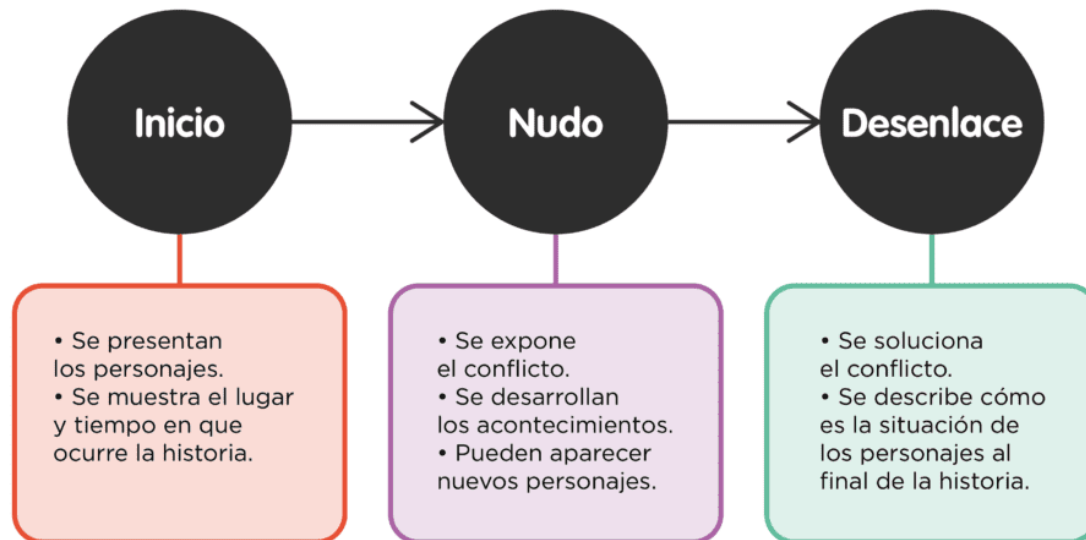 Inicio
Nudo
Desenlace
• Se presentan
los personajes.
• Se muestra el lugar
y tiempo en que
ocurre la historia.
• Se expone
el conflicto.
• Se desarrollan
los acontecimientos.
• Pueden aparecer
nuevos personajes.
• Se soluciona
el conflicto.
• Se describe cómo
es la situación de
los personajes al
final de la historia.